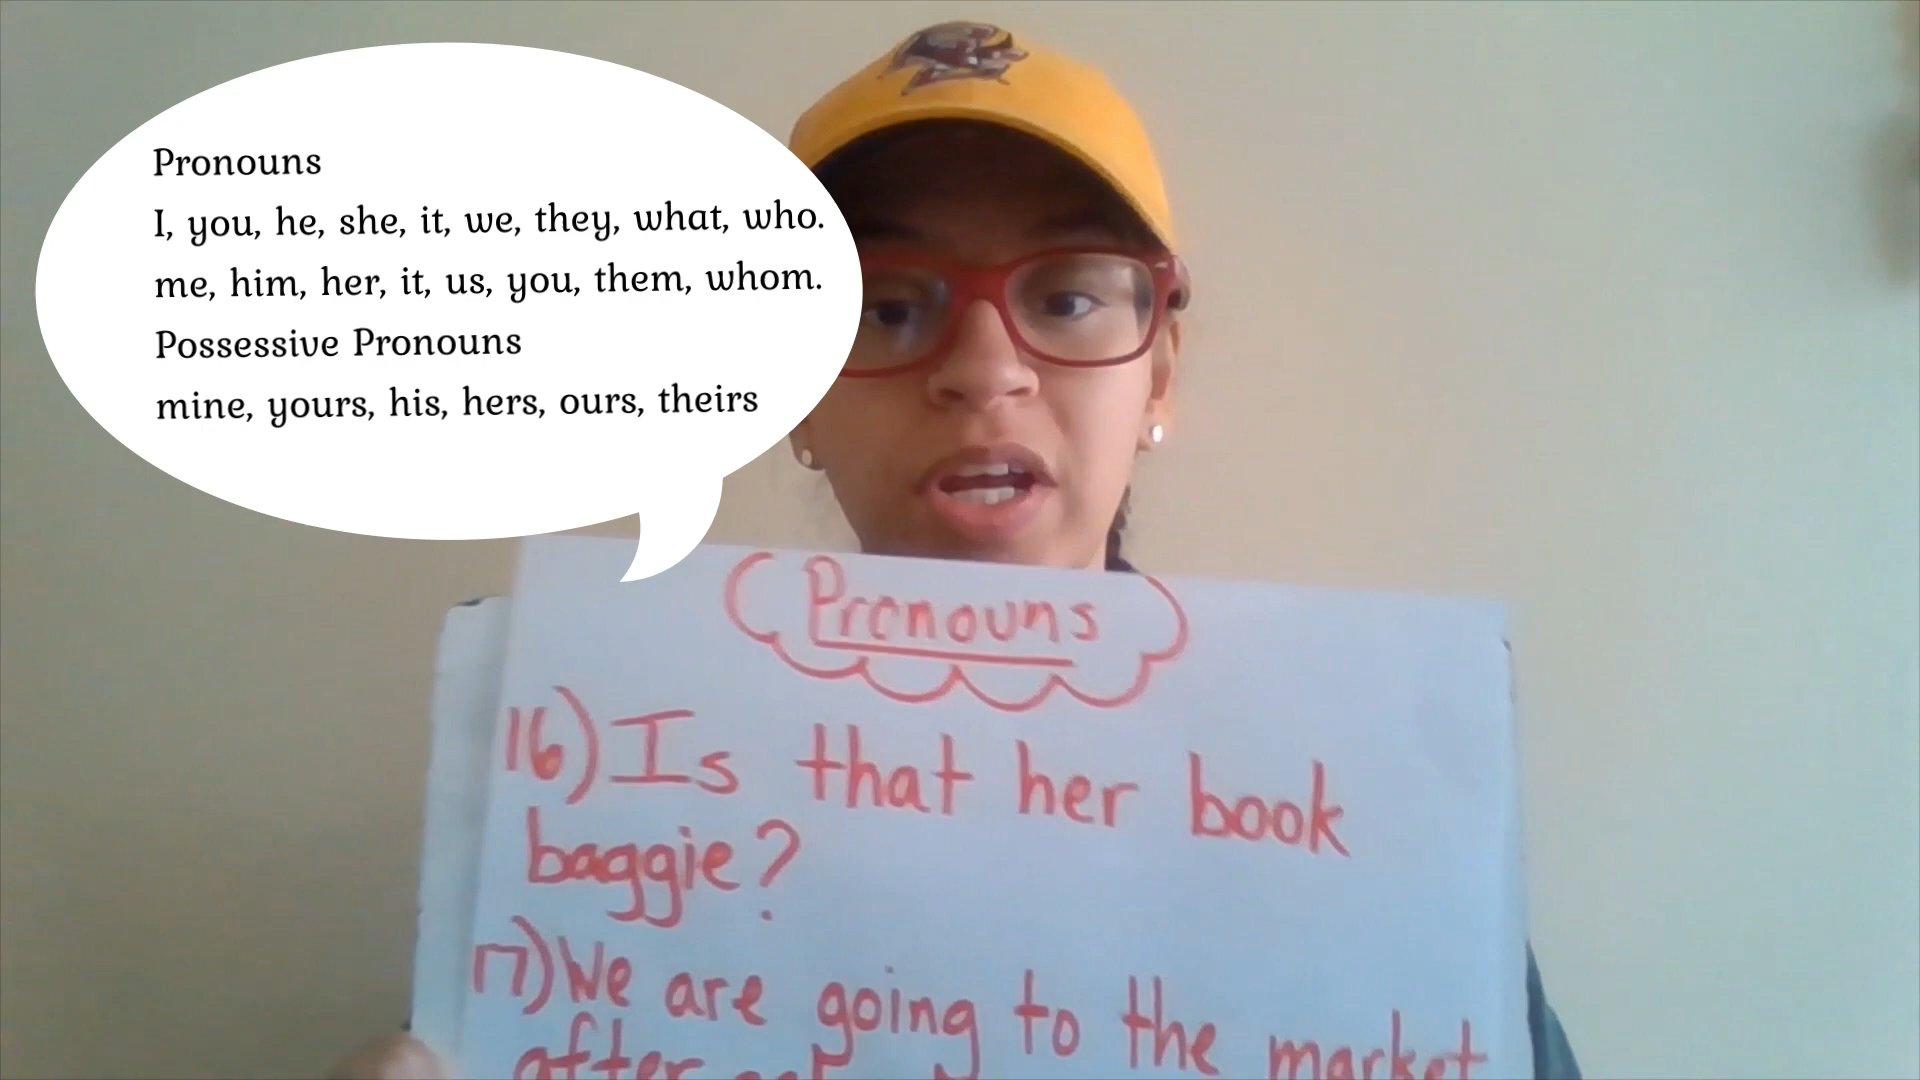 Pronouns
I, you, he, she, it, we, they, what, who.
me, him, her, it, us, you, them, whom.
Possessive Pronouns
mine, yours, his, hers, ours, theirs
Pronouns
16) Is that her book
baggie?
17) We are going to the market
after